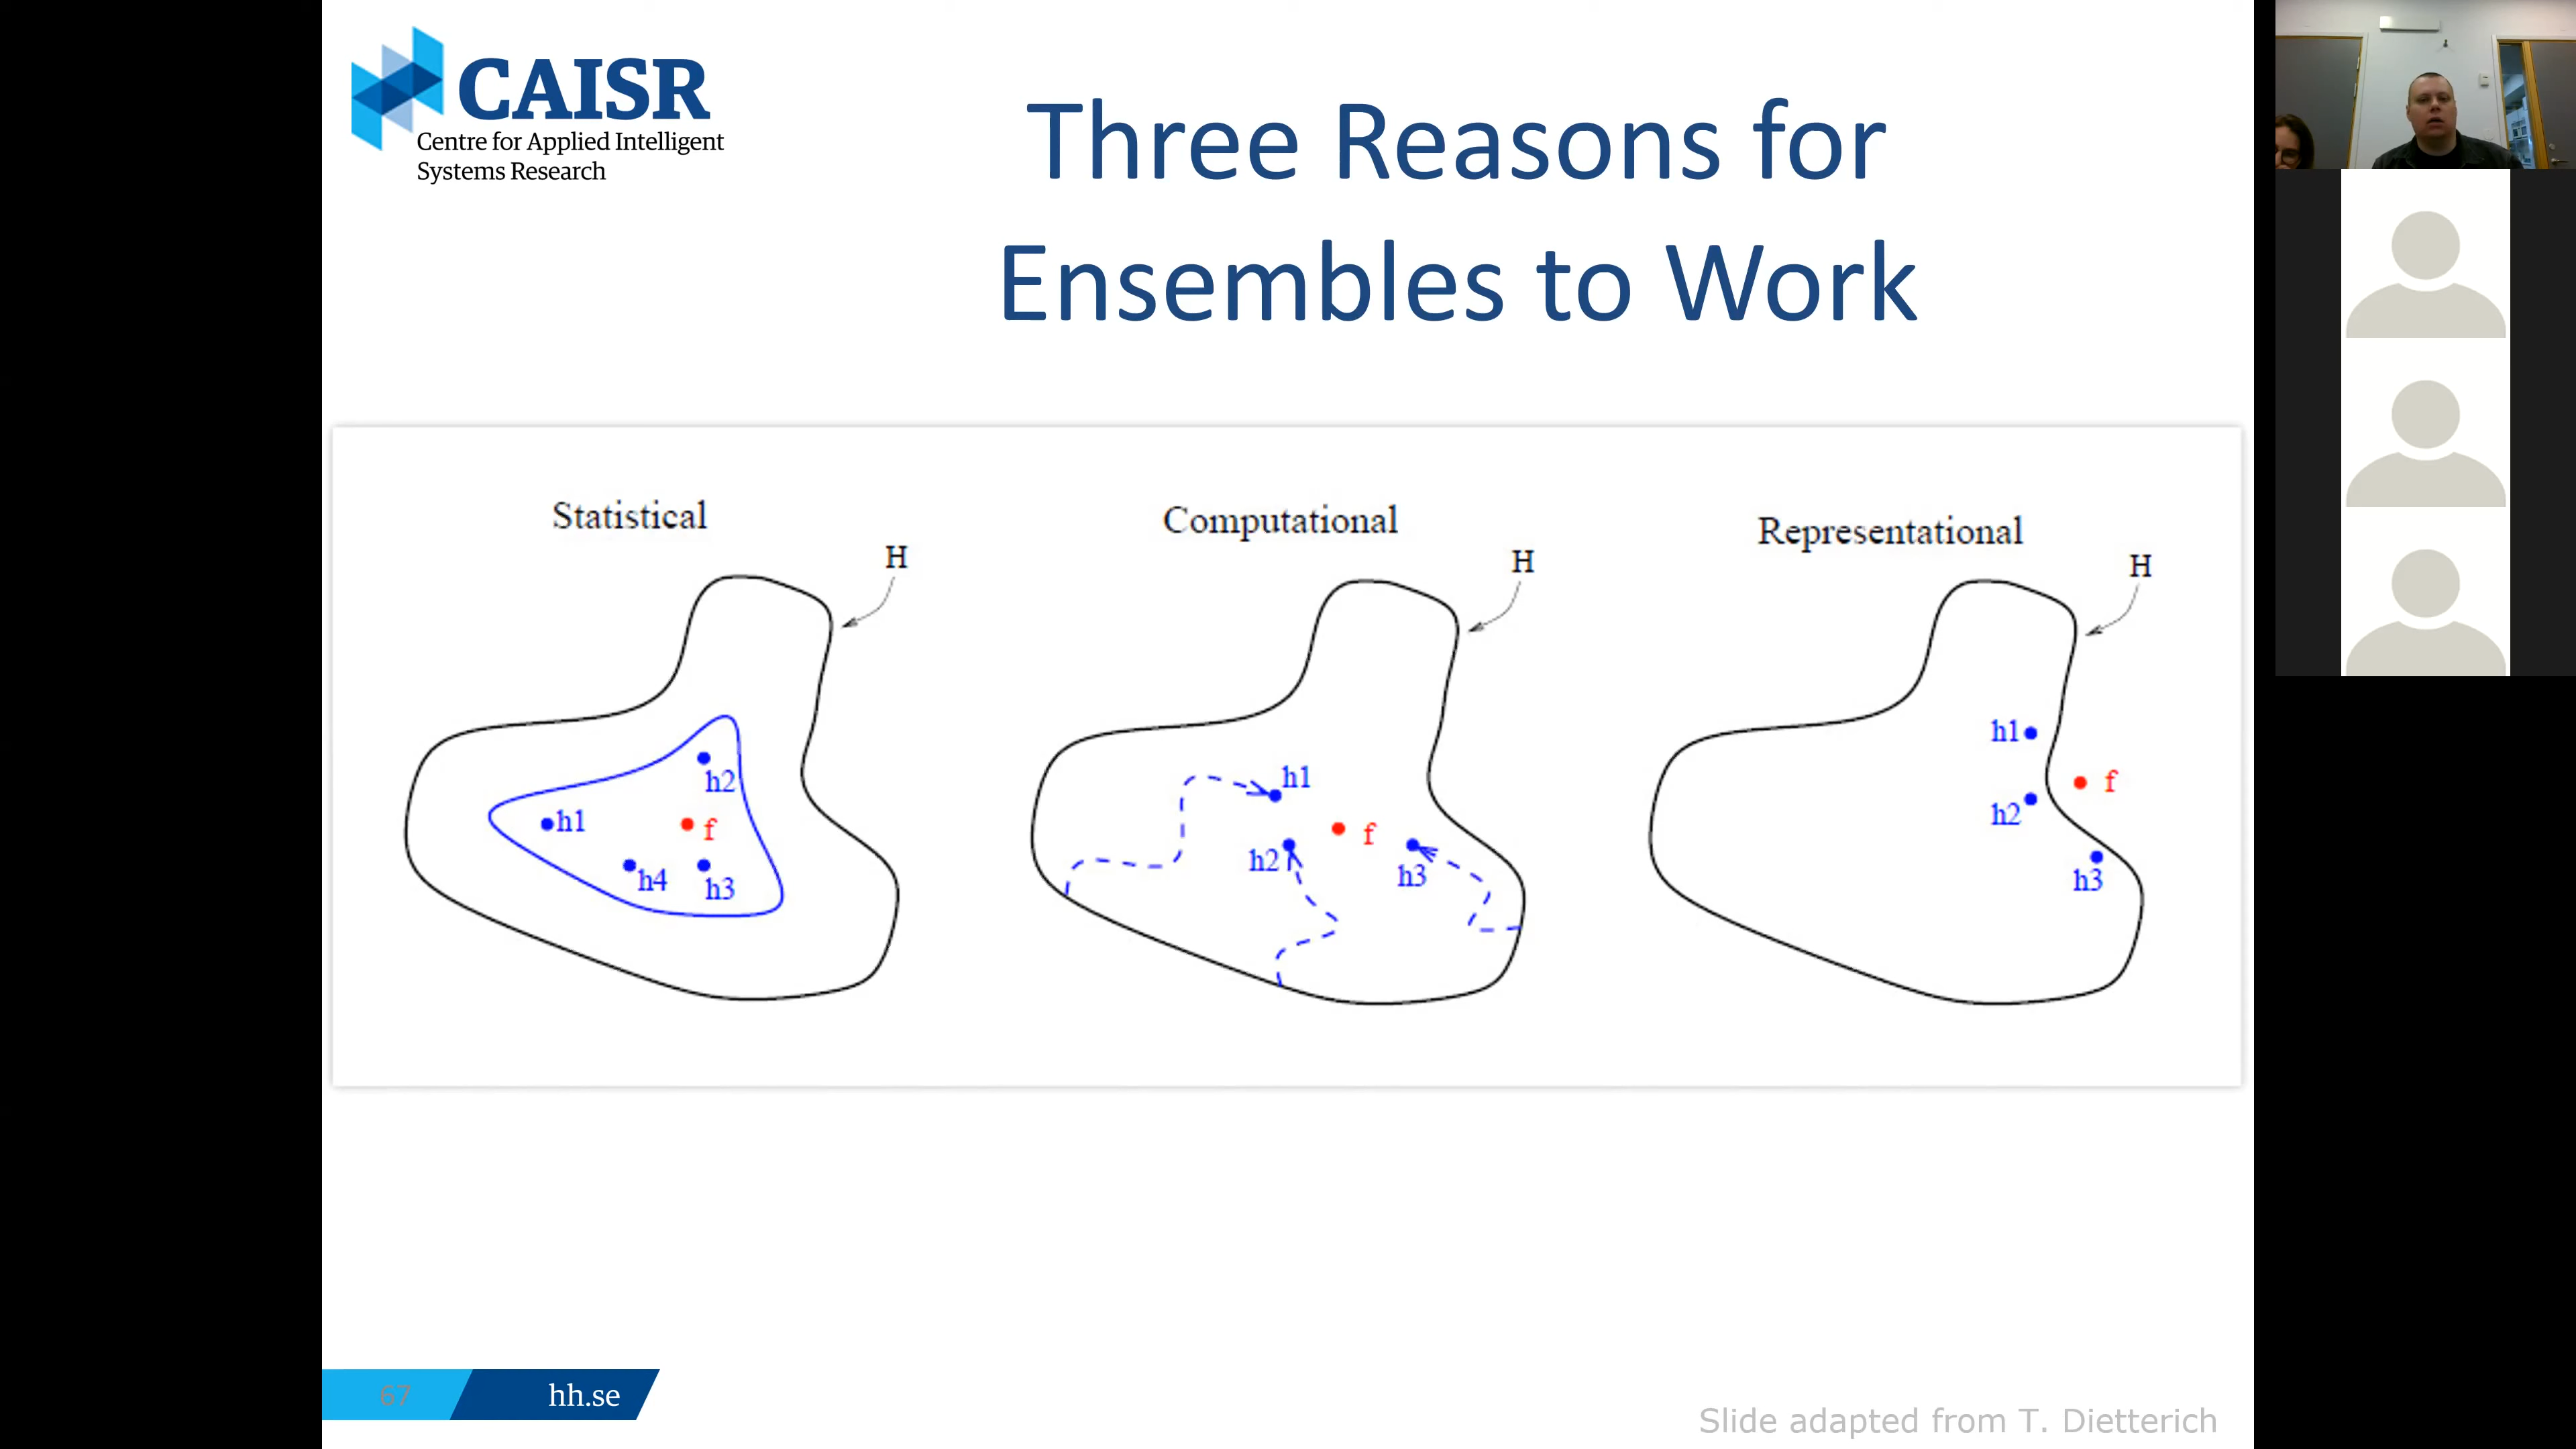 CAISR
Centre for Applied Intelligent
Systems Research
Three Reasons for
Ensembles to Work
Statistical
H
h2
h1
f
h4
h3
Computational
H
h1
f
h2
h3
Representational
H
h1
f
h2
h3
67
hh.se
Slide adapted from T. Dietterich